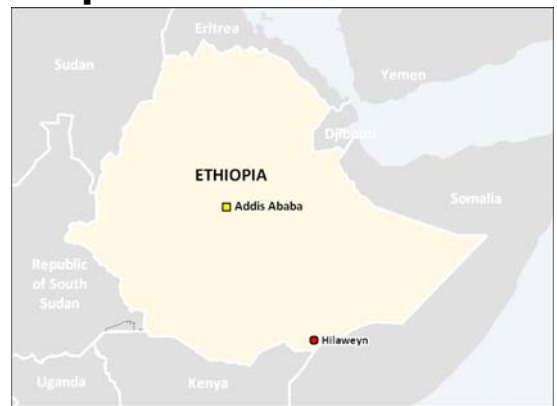 Eritrea
Sudan
Yemen
Djibouti
ETHIOPIA
Addis Ababa
Somalia
Republic
of South
Sudan
Hilaweyn
Uganda
Kenya